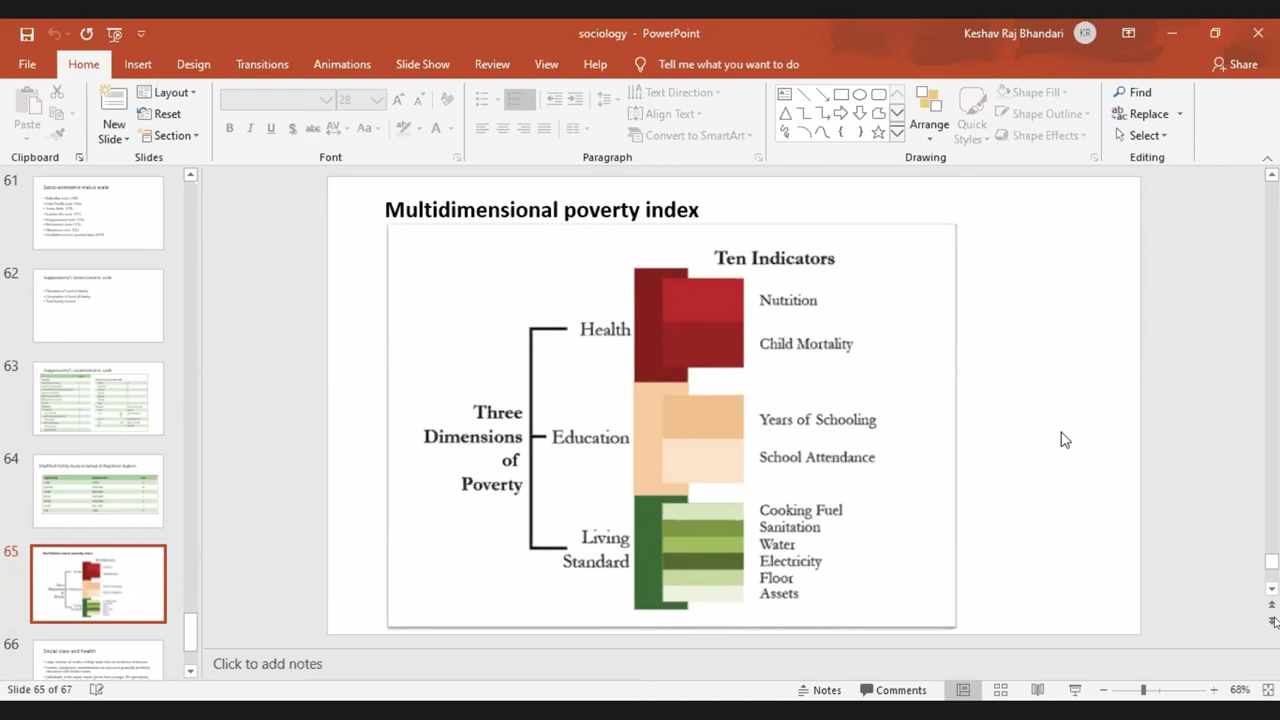 sociology - PowerPoint
Keshav Raj Bhandari
KR
File Home Insert Design Transitions Animations Slide Show Review View Help Tell me what you want to do Share
Paste
New Slide
Layout
Reset
Section
28
Text Direction
Align Text
Convert to SmartArt
Arrange
Quick Styles
Shape Fill
Shape Outline
Shape Effects
Find
Replace
Select
Clipboard Slides Font Paragraph Drawing Editing
61
62
63
64
65
66
Social class and health
Multidimensional poverty index
Ten Indicators
Three Dimensions of Poverty
Health
Nutrition
Child Mortality
Education
Years of Schooling
School Attendance
Living Standard
Cooking Fuel
Sanitation
Water
Electricity
Floor
Assets
Click to add notes
Slide 65 of 67
Notes
Comments
68%